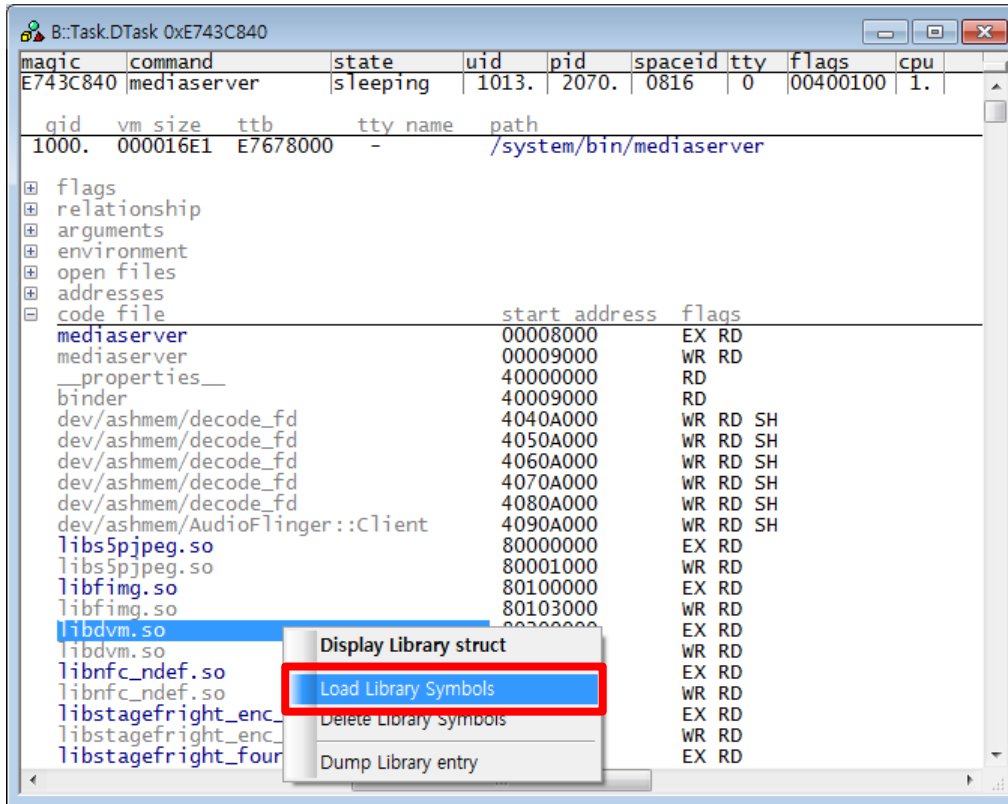 B::Task.DTask 0xE743C840
magic command state uid pid spaceid tty flags cpu
E743C840 mediaserver sleeping 1013. 2070. 0816 0 00400100 1.
gid vm size ttb tty name path
1000. 000016E1 E7678000 - /system/bin/mediaserver
flags
relationship
arguments
environment
open files
addresses
code file start address flags
mediaserver 00008000 EX RD
mediaserver 00009000 WR RD
__properties__ 40000000 RD
binder 40009000 RD
dev/ashmem/decode_fd 4040A000 WR RD SH
dev/ashmem/decode_fd 4050A000 WR RD SH
dev/ashmem/decode_fd 4060A000 WR RD SH
dev/ashmem/decode_fd 4070A000 WR RD SH
dev/ashmem/decode_fd 4080A000 WR RD SH
dev/ashmem/AudioFlinger::Client 4090A000 WR RD SH
libs5pjpeg.so 80000000 EX RD
libs5pjpeg.so 80001000 WR RD
libfimg.so 80100000 EX RD
libfimg.so 80103000 WR RD
libdvm.so EX RD
Display Library struct
libdvm.so WR RD
libnfc_ndef.so EX RD
Load Library Symbols
libnfc_ndef.so WR RD
libstagefright_enc_ EX RD
Delete Library Symbols
libstagefright_enc_ WR RD
libstagefright_four EX RD
Dump Library entry